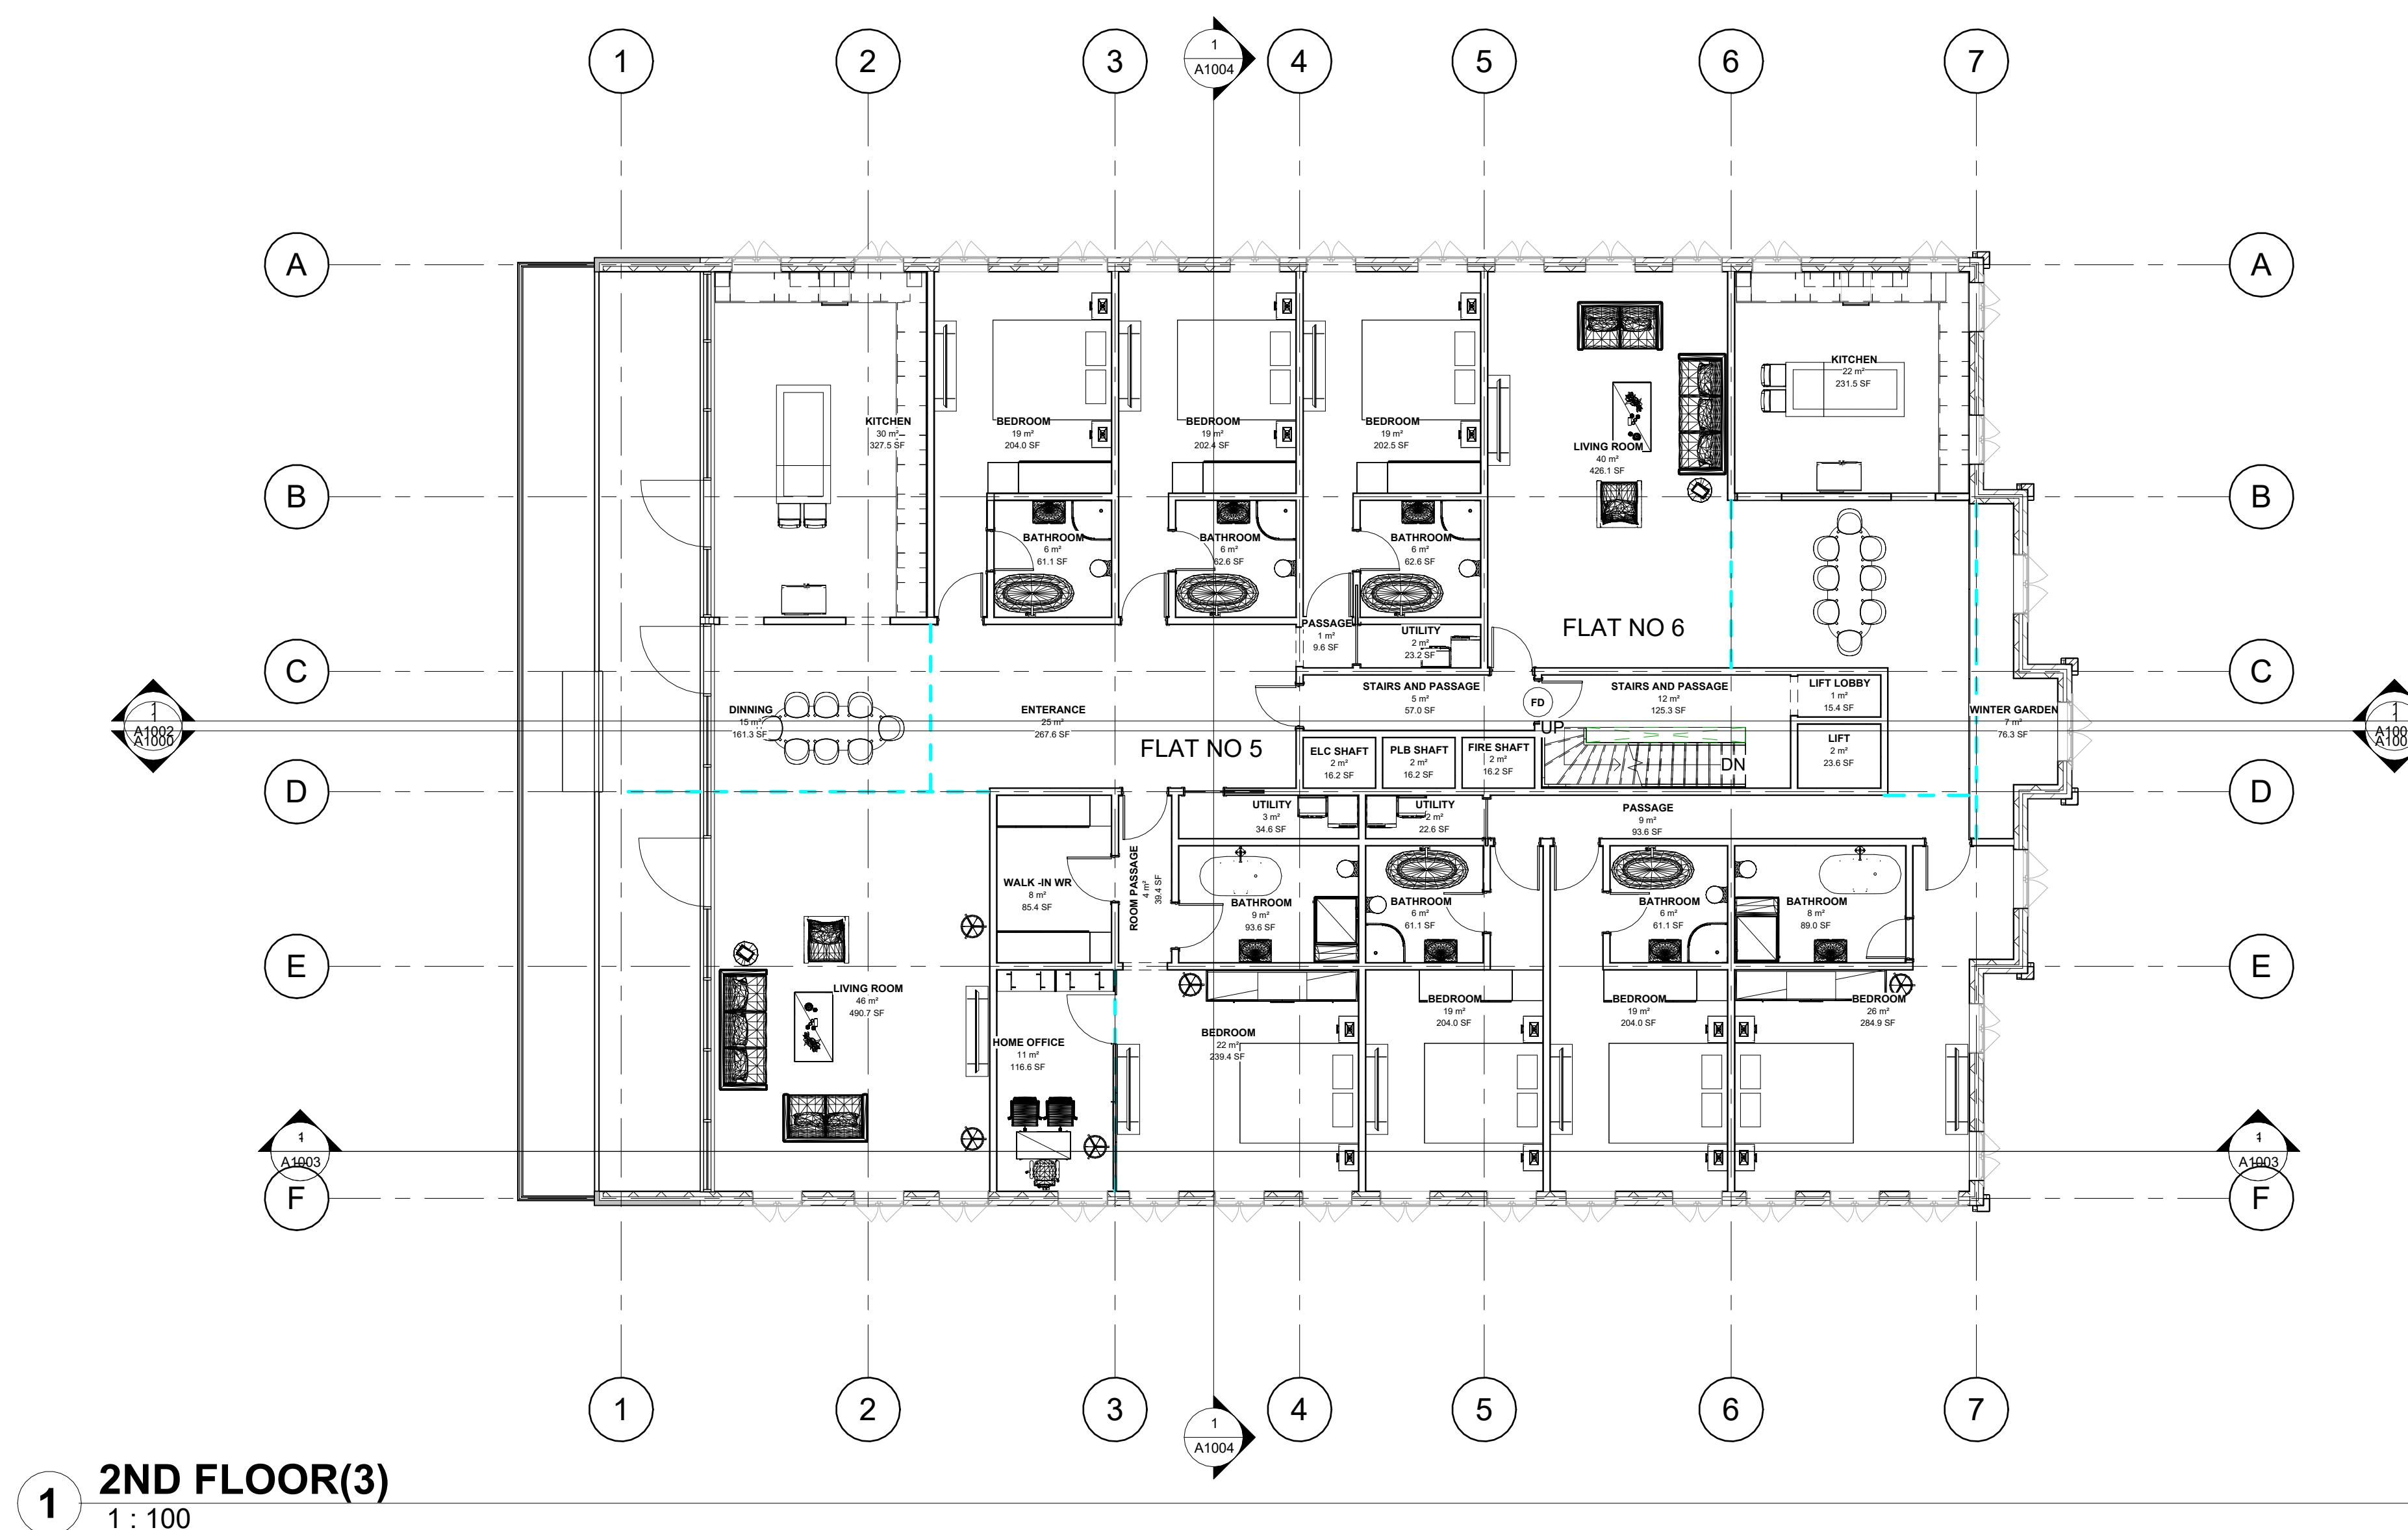 1
2
3
4
5
6
7
1
A1004
A
A
KITCHEN
22 m²
231.5 SF
KITCHEN
30 m²
327.5 SF
BEDROOM
19 m²
204.0 SF
BEDROOM
19 m²
202.4 SF
BEDROOM
19 m²
202.5 SF
LIVING ROOM
40 m²
426.1 SF
B
B
BATHROOM
6 m²
61.1 SF
BATHROOM
6 m²
62.6 SF
BATHROOM
6 m²
62.6 SF
PASSAGE
1 m²
9.6 SF
UTILITY
2 m²
23.2 SF
FLAT NO 6
C
C
STAIRS AND PASSAGE
5 m²
57.0 SF
FD
STAIRS AND PASSAGE
12 m²
125.3 SF
LIFT LOBBY
1 m²
15.4 SF
1
1
A1002
A1000
DINNING
15 m²
161.3 SF
ENTERANCE
25 m²
267.6 SF
FLAT NO 5
UP
WINTER GARDEN
7 m²
76.3 SF
1
1
ELC SHAFT
2 m²
16.2 SF
PLB SHAFT
2 m²
16.2 SF
FIRE SHAFT
2 m²
16.2 SF
DN
LIFT
2 m²
23.6 SF
D
D
UTILITY
3 m²
34.6 SF
UTILITY
2 m²
22.6 SF
PASSAGE
9 m²
93.6 SF
WALK -IN WR
8 m²
85.4 SF
ROOM PASSAGE
4 m²
39.4 SF
BATHROOM
9 m²
93.6 SF
BATHROOM
6 m²
61.1 SF
BATHROOM
6 m²
61.1 SF
BATHROOM
8 m²
89.0 SF
E
E
LIVING ROOM
46 m²
490.7 SF
HOME OFFICE
11 m²
116.6 SF
BEDROOM
22 m²
239.4 SF
BEDROOM
19 m²
204.0 SF
BEDROOM
19 m²
204.0 SF
BEDROOM
26 m²
284.9 SF
1
A1003
1
A1003
F
F
1
2
3
4
5
6
7
1
A1004
1
2ND FLOOR(3)
1 : 100